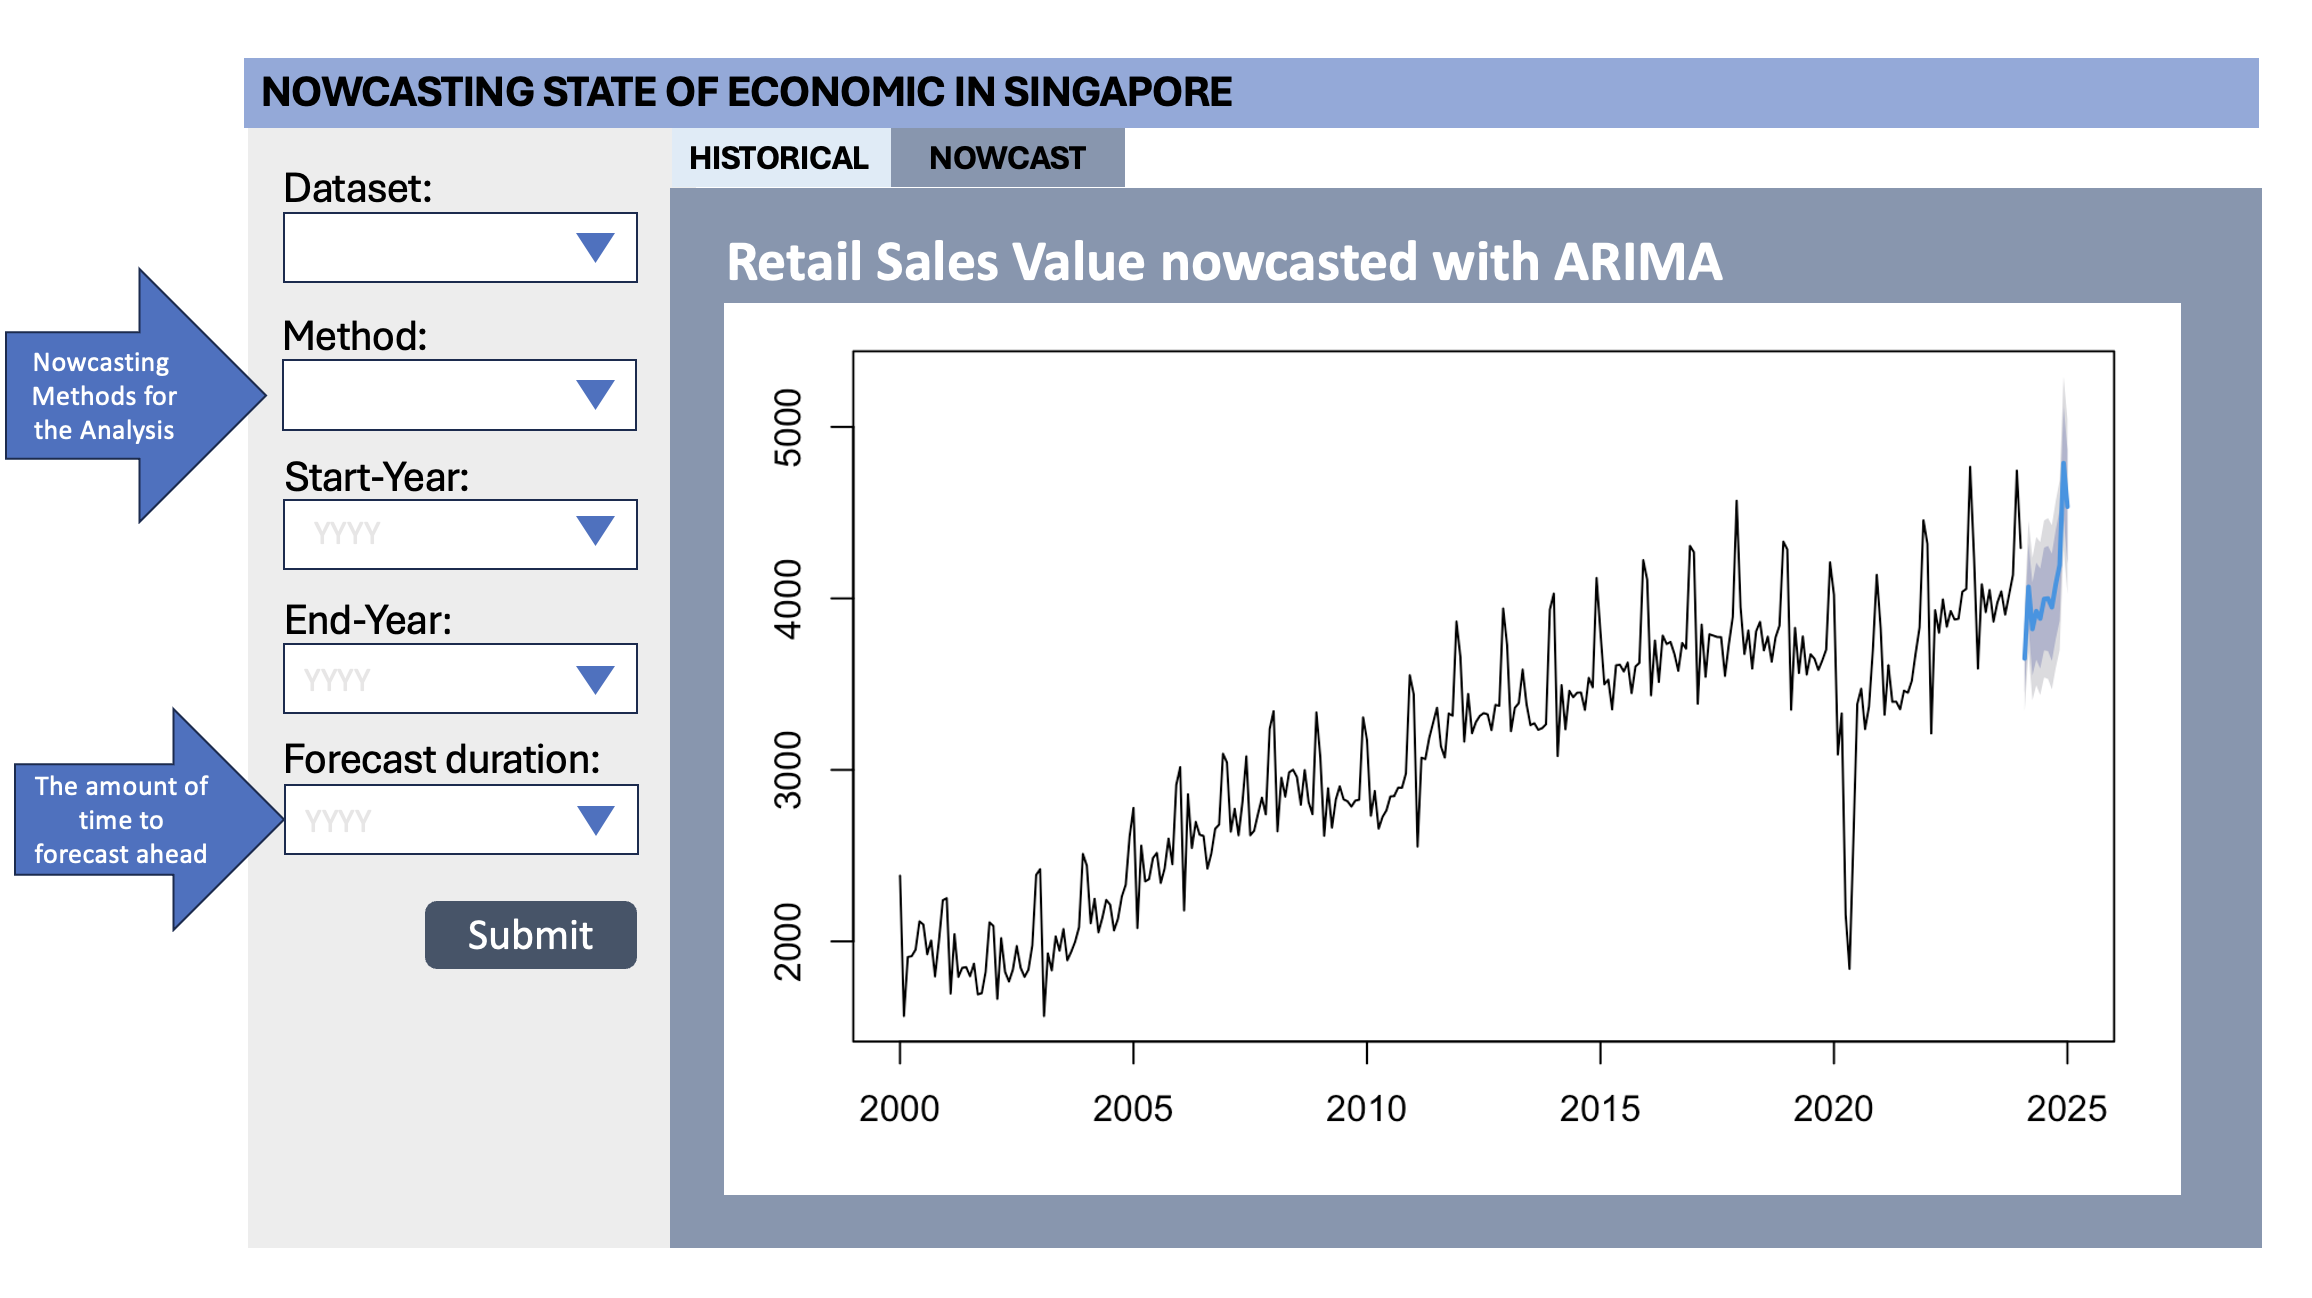 NOWCASTING STATE OF ECONOMIC IN SINGAPORE
HISTORICAL
NOWCAST
Dataset:
Method:
Nowcasting
Methods for
the Analysis
Start-Year:
YYYY
End-Year:
YYYY
Forecast duration:
YYYY
The amount of
time to
forecast ahead
Submit
Retail Sales Value nowcasted with ARIMA
5000
4000
3000
2000
2000
2005
2010
2015
2020
2025